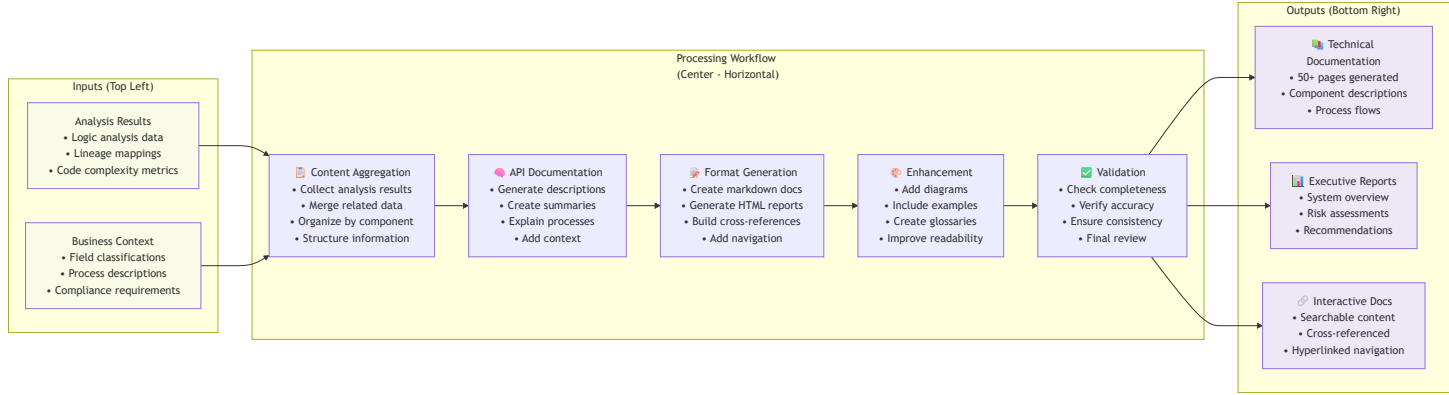 Inputs (Top Left)
Analysis Results
• Logic analysis data
• Lineage mappings
• Code complexity metrics
Business Context
• Field classifications
• Process descriptions
• Compliance requirements
Processing Workflow
(Center - Horizontal)
📋 Content Aggregation
• Collect analysis results
• Merge related data
• Organize by component
• Structure information
🧠 API Documentation
• Generate descriptions
• Create summaries
• Explain processes
• Add context
📝 Format Generation
• Create markdown docs
• Generate HTML reports
• Build cross-references
• Add navigation
🎨 Enhancement
• Add diagrams
• Include examples
• Create glossaries
• Improve readability
✅ Validation
• Check completeness
• Verify accuracy
• Ensure consistency
• Final review
Outputs (Bottom Right)
📚 Technical
Documentation
• 50+ pages generated
• Component descriptions
• Process flows
📊 Executive Reports
• System overview
• Risk assessments
• Recommendations
🔗 Interactive Docs
• Searchable content
• Cross-referenced
• Hyperlinked navigation